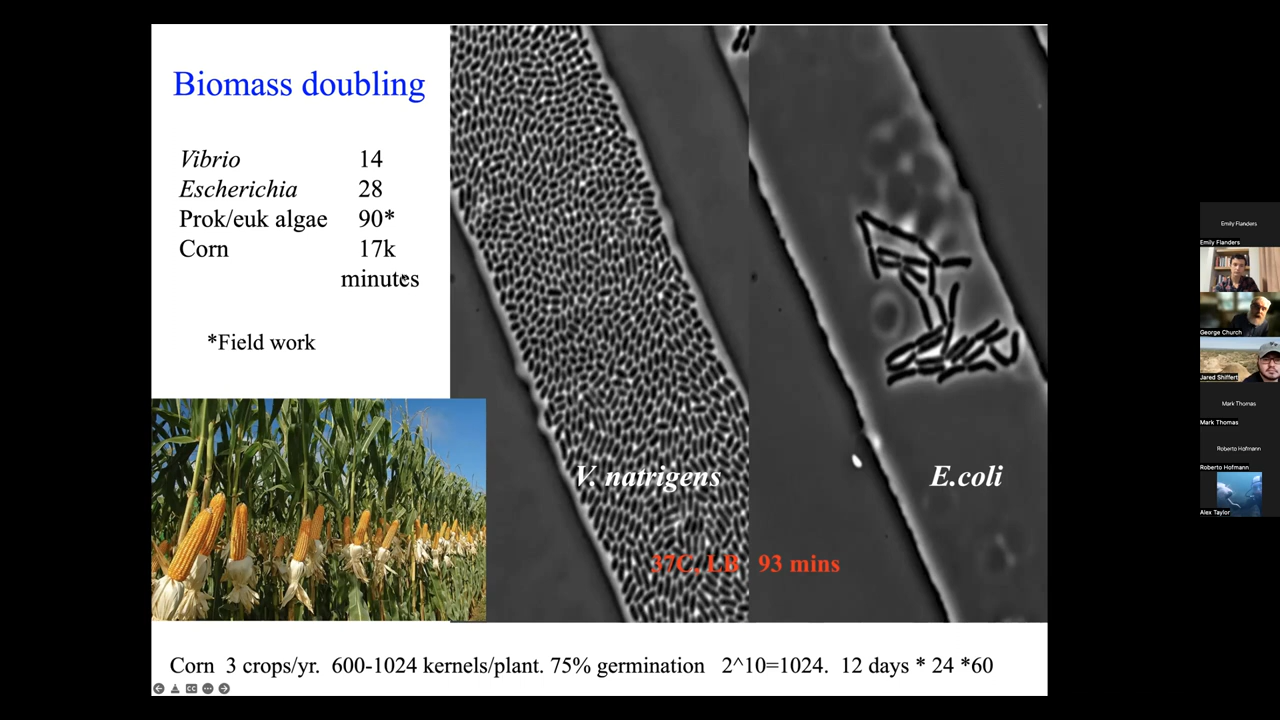 Biomass doubling
Vibrio 14
Escherichia 28
Prok/euk algae 90*
Corn 17k
minutes
*Field work
V. natrigens
E.coli
37C, LB 93 mins
Corn 3 crops/yr. 600-1024 kernels/plant. 75% germination 2^10=1024. 12 days * 24 *60
CC
Emily Flanders
Emily Flanders
George Church
Jared Shiffert
Mark Thomas
Mark Thomas
Roberto Hofmann
Roberto Hofmann
Alex Taylor